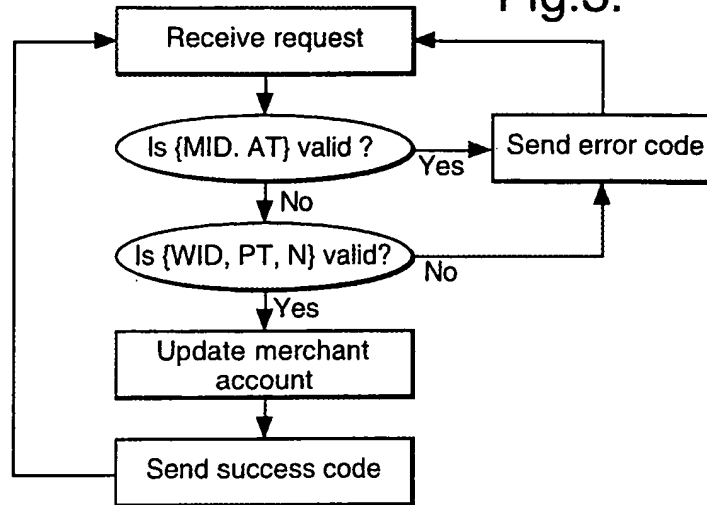 Fig.3.
Receive request
Is {MID. AT} valid ?
Yes
Send error code
No
Is {WID, PT, N} valid?
No
Yes
Update merchant
account
Send success code